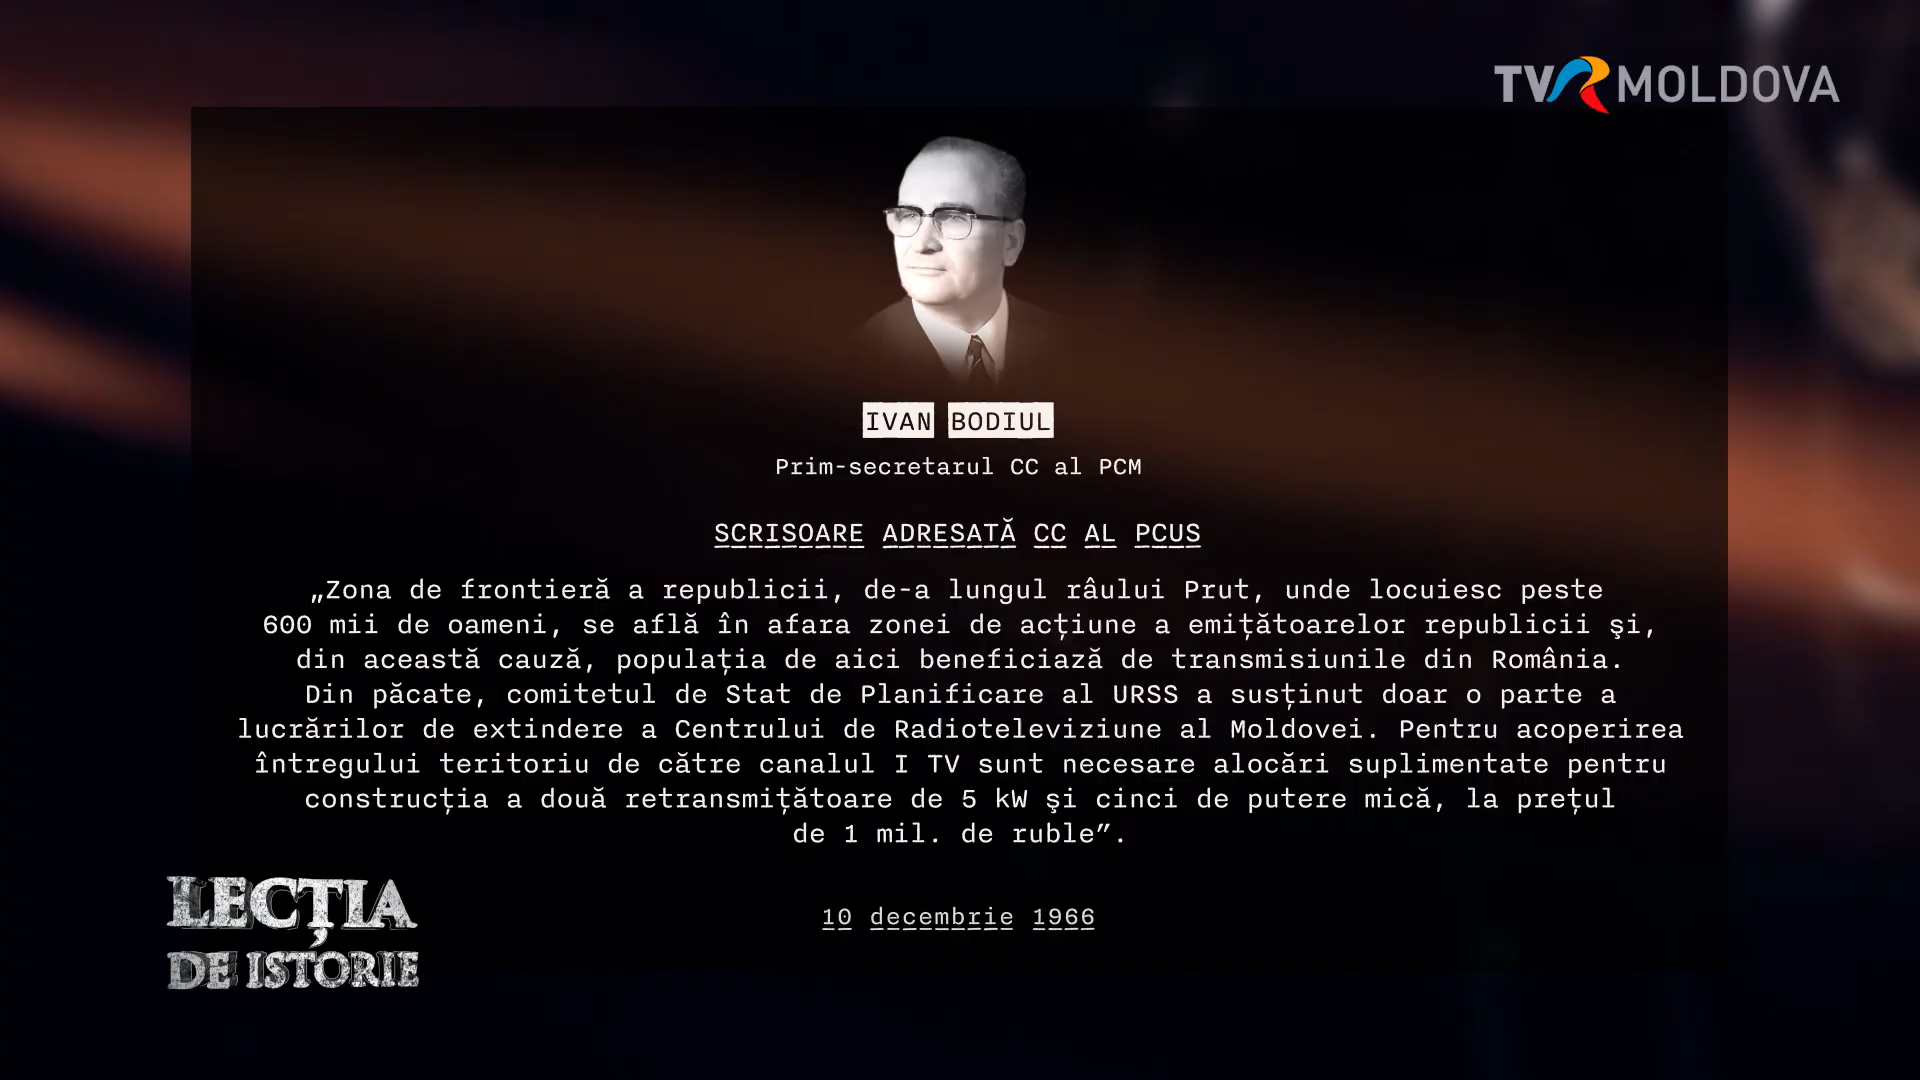 TVR MOLDOVA
IVAN BODIUL
Prim-secretarul CC al PCM
SCRISOARE ADRESATĂ CC AL PCUS
„Zona de frontieră a republicii, de-a lungul râului Prut, unde locuiesc peste
600 mii de oameni, se află în afara zonei de acțiune a emițătoarelor republicii şi,
din această cauză, populația de aici beneficiază de transmisiunile din România.
Din păcate, comitetul de Stat de Planificare al URSS a susținut doar o parte a
lucrărilor de extindere a Centrului de Radioteleviziune al Moldovei. Pentru acoperirea
întregului teritoriu de către canalul I TV sunt necesare alocări suplimentate pentru
construcția a două retransmițătoare de 5 kW şi cinci de putere mică, la prețul
de 1 mil. de ruble”.
10 decembrie 1966
LECȚIA
DE ISTORIE